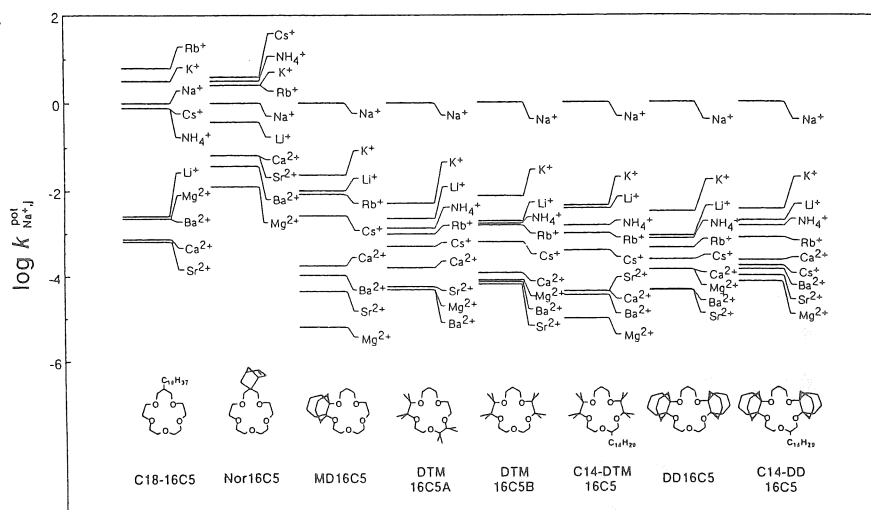 2
0
-2
-4
-6
log k pot Na+,j
Rb+
K+
Na+
Cs+
NH4+
Li+
Mg2+
Ba2+
Ca2+
Sr2+
Cs+
NH4+
K+
Rb+
Na+
Li+
Ca2+
Sr2+
Ba2+
Mg2+
Na+
K+
Li+
Rb+
Cs+
Ca2+
Ba2+
Sr2+
Mg2+
Na+
K+
Li+
NH4+
Rb+
Cs+
Ca2+
Sr2+
Mg2+
Ba2+
Na+
K+
Li+
NH4+
Rb+
Cs+
Ca2+
Mg2+
Ba2+
Sr2+
Na+
K+
Li+
NH4+
Rb+
Cs+
Sr2+
Ca2+
Ba2+
Mg2+
Na+
K+
Li+
NH4+
Rb+
Cs+
Ca2+
Mg2+
Ba2+
Sr2+
Na+
K+
Li+
NH4+
Rb+
Ca2+
Cs+
Ba2+
Sr2+
Mg2+
C18H37
O O O O O
O O O O O
O O O O O
O O O O O
O O O O O
O O O O O
C14H29
O O O O O
O O O O O
C14H29
C18-16C5
Nor16C5
MD16C5
DTM
16C5A
DTM
16C5B
C14-DTM
16C5
DD16C5
C14-DD
16C5